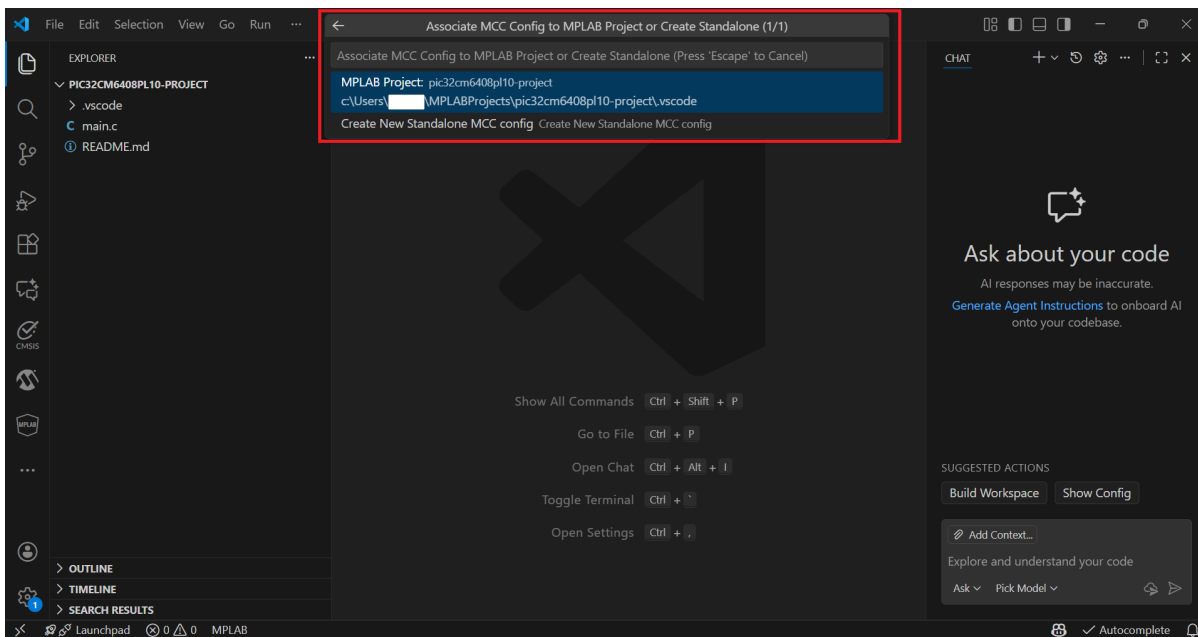 File Edit Selection View Go Run ...
Associate MCC Config to MPLAB Project or Create Standalone (1/1)
Associate MCC Config to MPLAB Project or Create Standalone (Press 'Escape' to Cancel)
MPLAB Project: pic32cm6408pl10-project
c:\Users\ \MPLABProjects\pic32cm6408pl10-project\.vscode
Create New Standalone MCC config Create New Standalone MCC config
EXPLORER ...
PIC32CM6408PL10-PROJECT
.vscode
C main.c
README.md
CMSIS
MPLAB
Show All Commands Ctrl + Shift + P
Go to File Ctrl + P
Open Chat Ctrl + Alt + I
Toggle Terminal Ctrl + `
Open Settings Ctrl + ,
OUTLINE
TIMELINE
SEARCH RESULTS
1
CHAT
Ask about your code
AI responses may be inaccurate.
Generate Agent Instructions to onboard AI
onto your codebase.
SUGGESTED ACTIONS
Build Workspace Show Config
Add Context...
Explore and understand your code
Ask Pick Model
Launchpad 0 0 MPLAB
Autocomplete